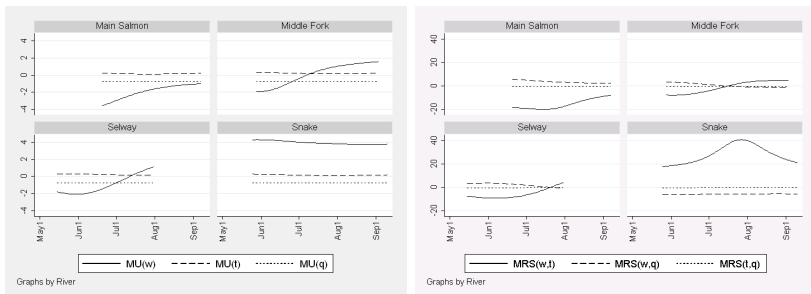 Main Salmon
Middle Fork
4
2
0
-2
-4
Selway
Snake
4
2
0
-2
-4
May1
Jun1
Jul1
Aug1
Sep1
May1
Jun1
Jul1
Aug1
Sep1
MU(w) MU(t) MU(q)
Graphs by River
Main Salmon
Middle Fork
40
20
0
-20
Selway
Snake
40
20
0
-20
May1
Jun1
Jul1
Aug1
Sep1
May1
Jun1
Jul1
Aug1
Sep1
MRS(w,t) MRS(w,q) MRS(t,q)
Graphs by River